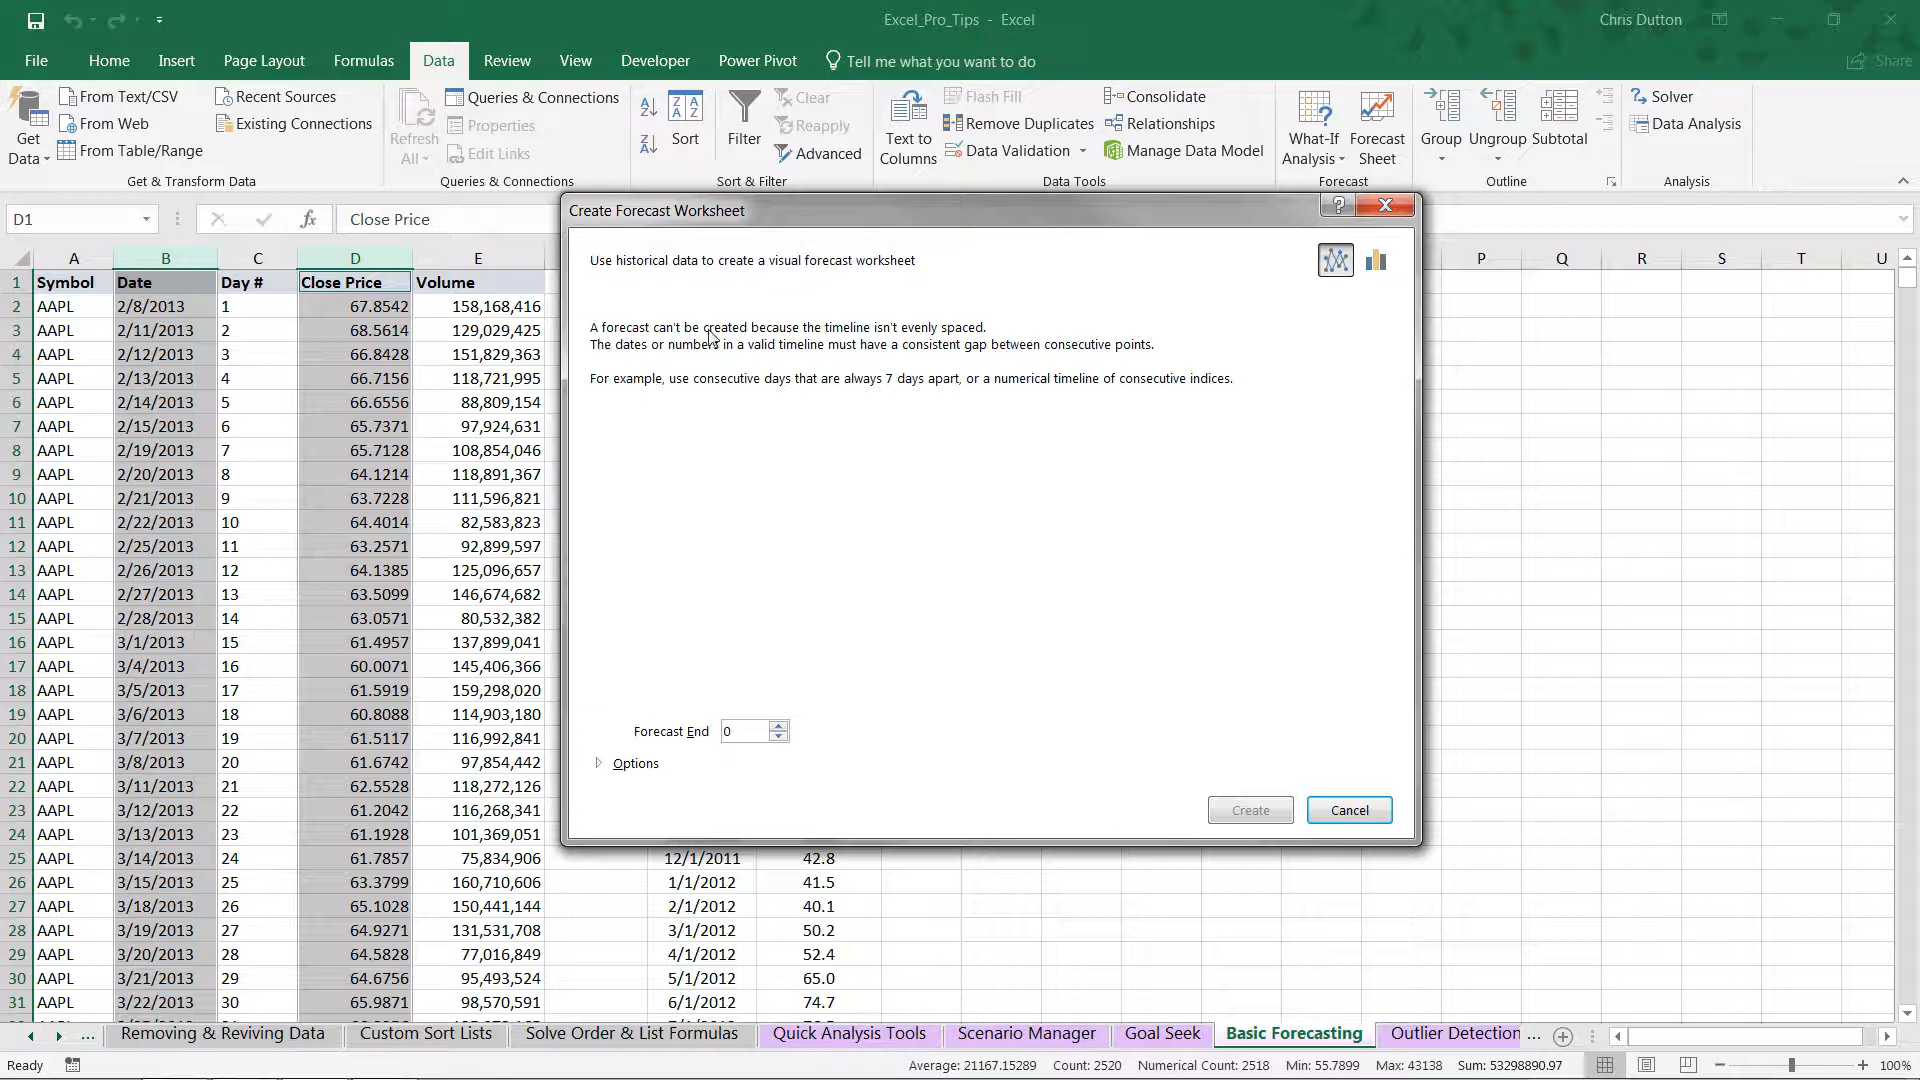 Excel_Pro_Tips - Excel
Chris Dutton
File Home Insert Page Layout Formulas Data Review View Developer Power Pivot Tell me what you want to do Share
Get Data
From Text/CSV
From Web
From Table/Range
Recent Sources
Existing Connections
Get & Transform Data
Refresh All
Queries & Connections
Properties
Edit Links
Queries & Connections
Sort
Filter
Clear
Reapply
Advanced
Sort & Filter
Text to Columns
Flash Fill
Remove Duplicates
Data Validation
Consolidate
Relationships
Manage Data Model
Data Tools
What-If Analysis
Forecast Sheet
Forecast
Group
Ungroup
Subtotal
Outline
Solver
Data Analysis
Analysis
D1 fx Close Price
Create Forecast Worksheet
Use historical data to create a visual forecast worksheet
A forecast can't be created because the timeline isn't evenly spaced.
The dates or numbers in a valid timeline must have a consistent gap between consecutive points.
For example, use consecutive days that are always 7 days apart, or a numerical timeline of consecutive indices.
Forecast End 0
Options
Create Cancel
A B C D E P Q R S T U
1 Symbol Date Day # Close Price Volume
2 AAPL 2/8/2013 1 67.8542 158,168,416
3 AAPL 2/11/2013 2 68.5614 129,029,425
4 AAPL 2/12/2013 3 66.8428 151,829,363
5 AAPL 2/13/2013 4 66.7156 118,721,995
6 AAPL 2/14/2013 5 66.6556 88,809,154
7 AAPL 2/15/2013 6 65.7371 97,924,631
8 AAPL 2/19/2013 7 65.7128 108,854,046
9 AAPL 2/20/2013 8 64.1214 118,891,367
10 AAPL 2/21/2013 9 63.7228 111,596,821
11 AAPL 2/22/2013 10 64.4014 82,583,823
12 AAPL 2/25/2013 11 63.2571 92,899,597
13 AAPL 2/26/2013 12 64.1385 125,096,657
14 AAPL 2/27/2013 13 63.5099 146,674,682
15 AAPL 2/28/2013 14 63.0571 80,532,382
16 AAPL 3/1/2013 15 61.4957 137,899,041
17 AAPL 3/4/2013 16 60.0071 145,406,366
18 AAPL 3/5/2013 17 61.5919 159,298,020
19 AAPL 3/6/2013 18 60.8088 114,903,180
20 AAPL 3/7/2013 19 61.5117 116,992,841
21 AAPL 3/8/2013 20 61.6742 97,854,442
22 AAPL 3/11/2013 21 62.5528 118,272,126
23 AAPL 3/12/2013 22 61.2042 116,268,341
24 AAPL 3/13/2013 23 61.1928 101,369,051
25 AAPL 3/14/2013 24 61.7857 75,834,906 12/1/2011 42.8
26 AAPL 3/15/2013 25 63.3799 160,710,606 1/1/2012 41.5
27 AAPL 3/18/2013 26 65.1028 150,441,144 2/1/2012 40.1
28 AAPL 3/19/2013 27 64.9271 131,531,708 3/1/2012 50.2
29 AAPL 3/20/2013 28 64.5828 77,016,849 4/1/2012 52.4
30 AAPL 3/21/2013 29 64.6756 95,493,524 5/1/2012 65.0
31 AAPL 3/22/2013 30 65.9871 98,570,591 6/1/2012 74.7
... Removing & Reviving Data Custom Sort Lists Solve Order & List Formulas Quick Analysis Tools Scenario Manager Goal Seek Basic Forecasting Outlier Detection ...
Ready Average: 21167.15289 Count: 2520 Numerical Count: 2518 Min: 55.7899 Max: 43138 Sum: 53298890.97 100%